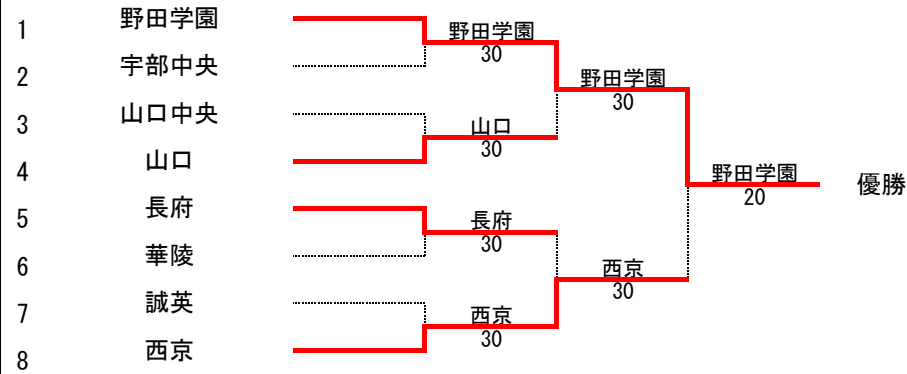 1 野田学園
2 宇部中央
3 山口中央
4 山口
5 長府
6 華陵
7 誠英
8 西京
野田学園
30
山口
30
長府
30
西京
30
野田学園
30
西京
30
野田学園
20
優勝